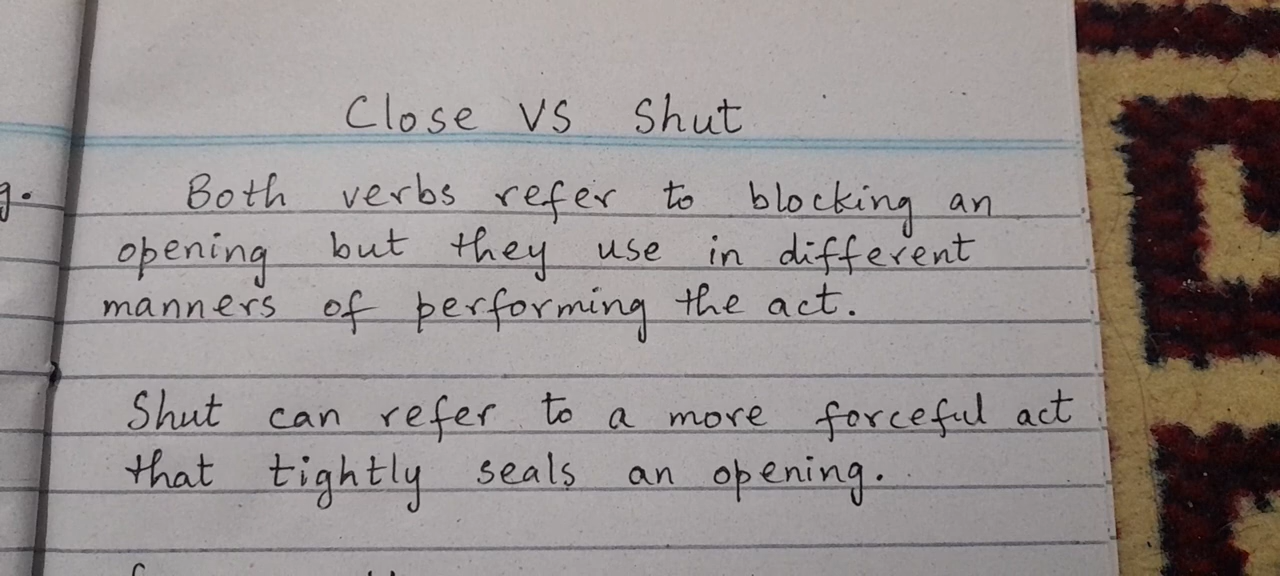 Close VS Shut
g.
Both verbs refer to blocking an
opening but they use in different
manners of performing the act.
Shut can refer to a more forceful act
that tightly seals an opening.